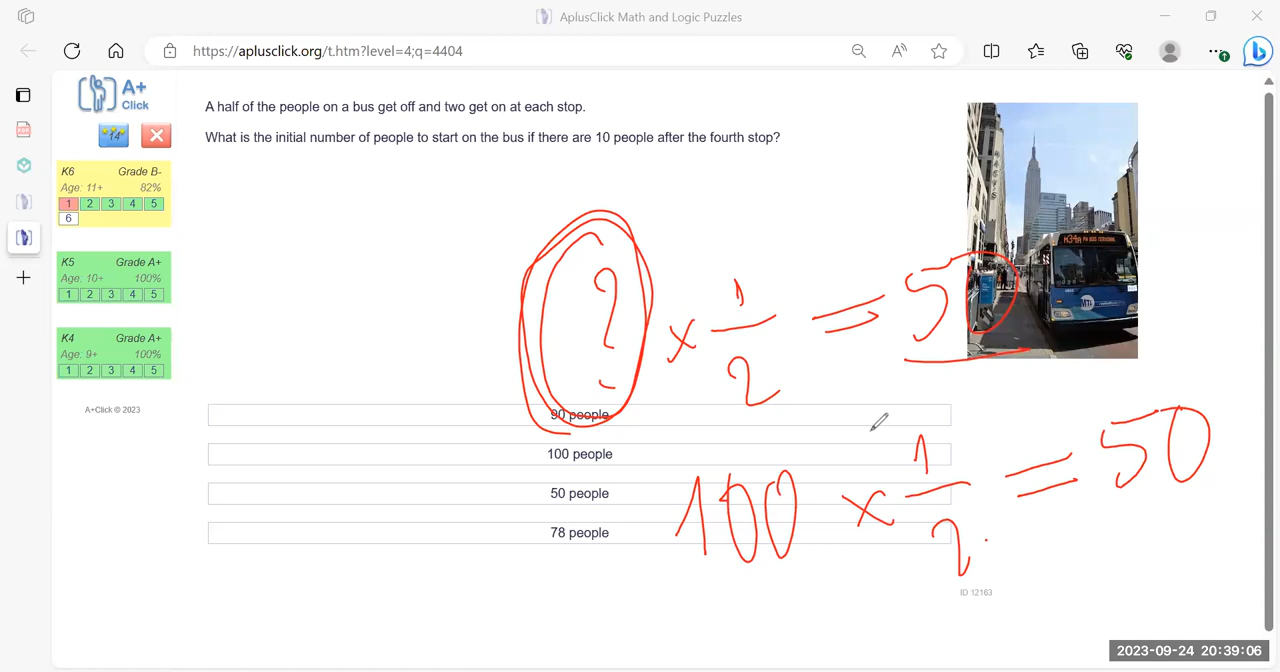 AplusClick Math and Logic Puzzles
https://aplusclick.org/t.htm?level=4;q=4404
A+
Click
14
A half of the people on a bus get off and two get on at each stop.
What is the initial number of people to start on the bus if there are 10 people after the fourth stop?
K6 Grade B-
Age: 11+ 82%
1 2 3 4 5
6
K5 Grade A+
Age: 10+ 100%
1 2 3 4 5
K4 Grade A+
Age: 9+ 100%
1 2 3 4 5
A+Click © 2023
? x 1/2 = 50
90 people
100 people
50 people
78 people
100 x 1/2 = 50
ID 12163
2023-09-24 20:39:06